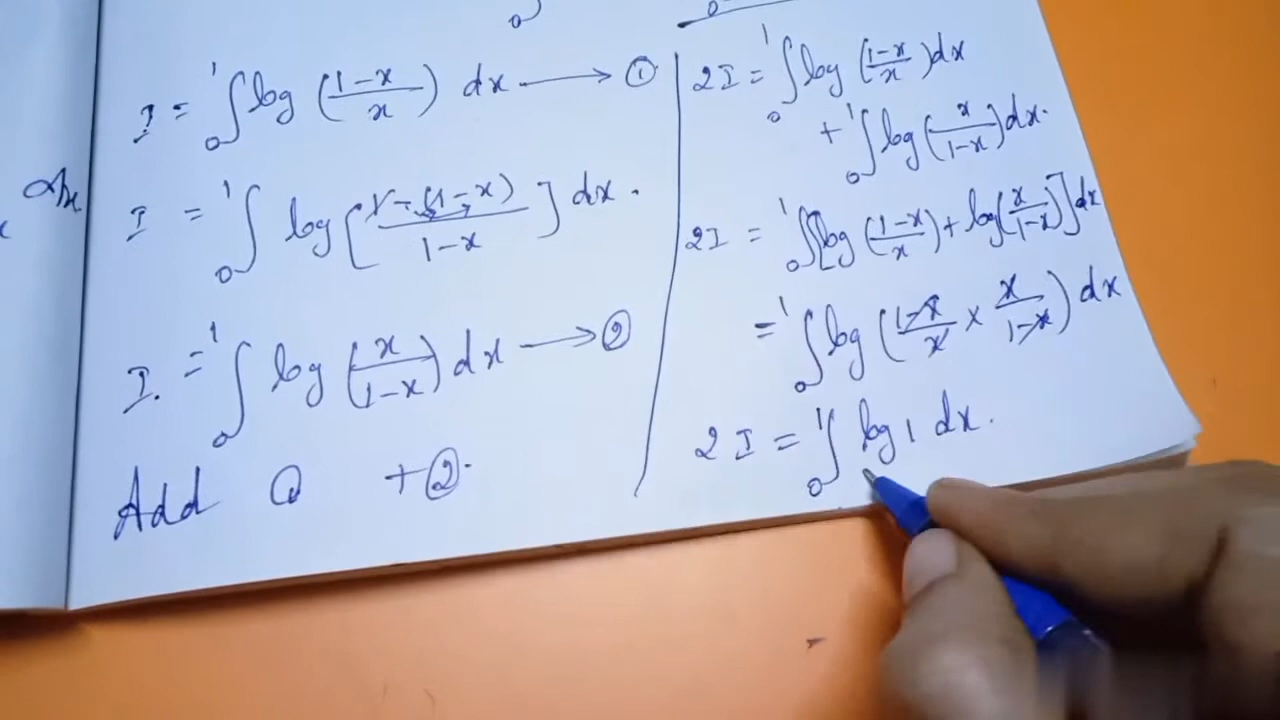 I = ∫₀¹ log ((1-x)/x) dx ⟶ ①
I = ∫₀¹ log [(1-(1-x))/(1-x)] dx.
I. = ∫₀¹ log (x/(1-x)) dx ⟶ ②
Add ① + ②.
2I = ∫₀¹ log ((1-x)/x) dx
+ ∫₀¹ log (x/(1-x)) dx.
2I = ∫₀¹ [log ((1-x)/x) + log (x/(1-x))] dx
= ∫₀¹ log ((1-x)/x × x/(1-x)) dx
2I = ∫₀¹ log 1 dx.